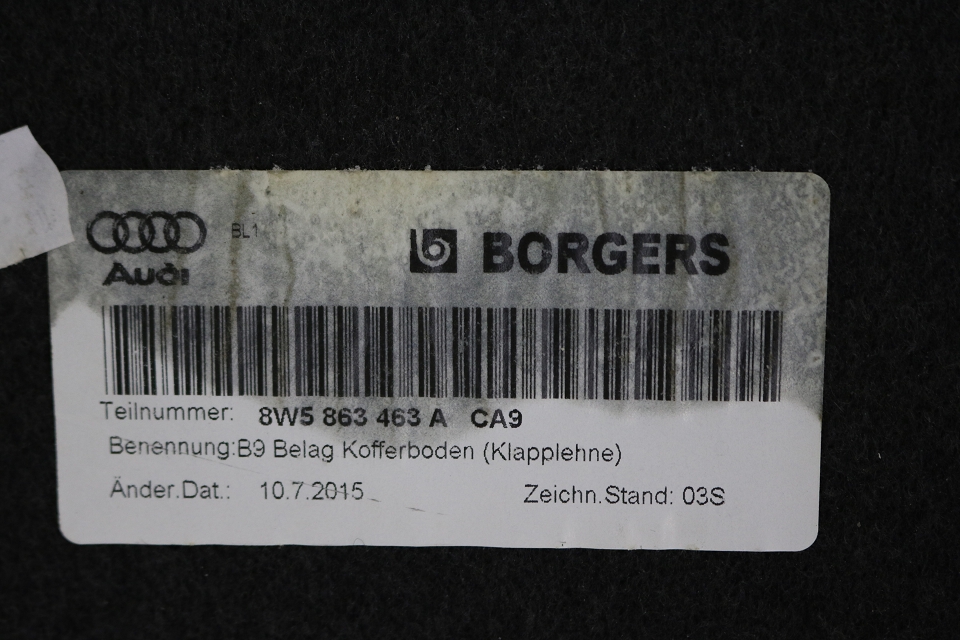 Audi BL1 BORGERS
Teilnummer: 8W5 863 463 A CA9
Benennung:B9 Belag Kofferboden (Klapplehne)
Änder.Dat.: 10.7.2015 Zeichn.Stand: 03S